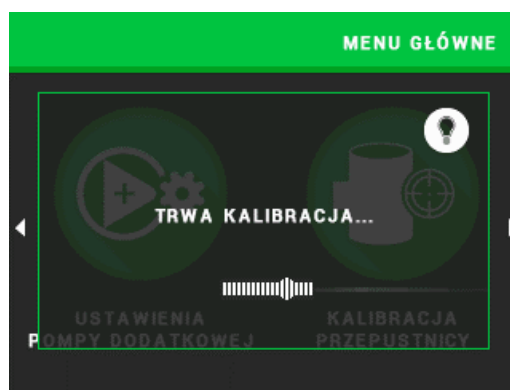 MENU GŁÓWNE
TRWA KALIBRACJA...
USTAWIENIA
POMPY DODATKOWEJ
KALIBRACJA
PRZEPUSTNICY